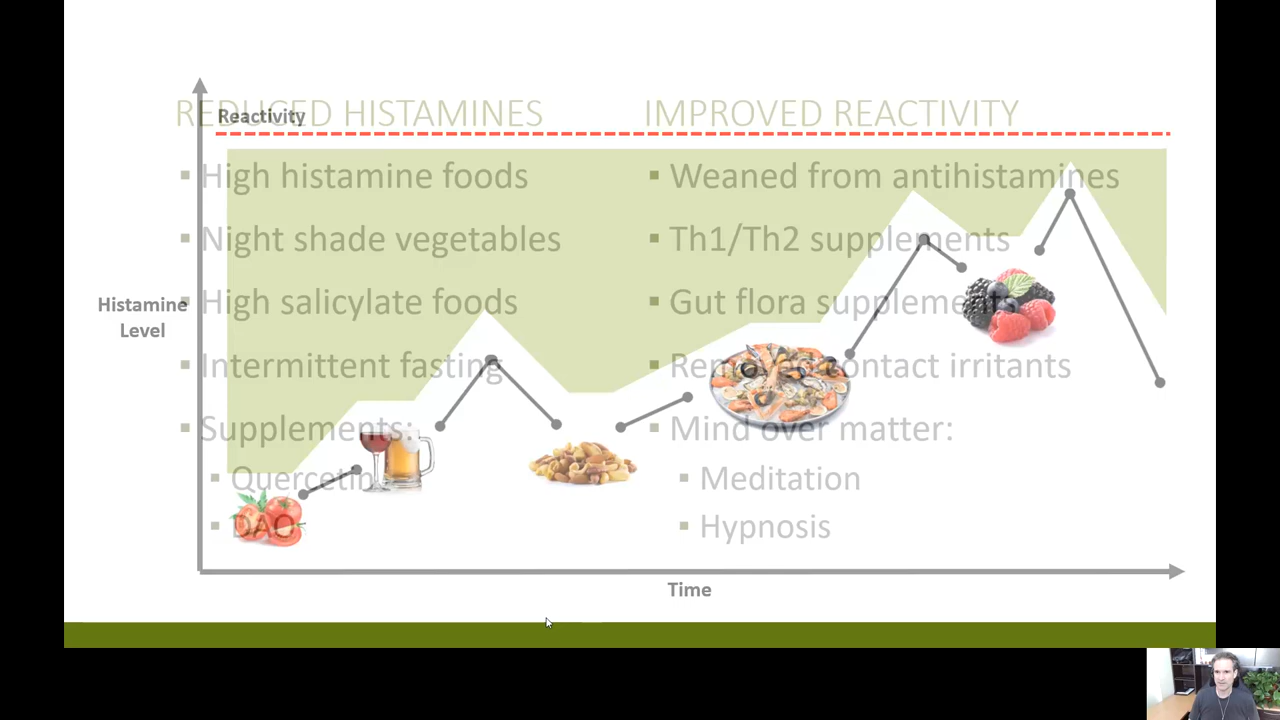 REDUCED HISTAMINES
IMPROVED REACTIVITY
Reactivity
High histamine foods
Night shade vegetables
High salicylate foods
Intermittent fasting
Supplements:
Quercetin
DAO
Weaned from antihistamines
Th1/Th2 supplements
Gut flora supplements
contact irritants
Mind over matter:
Meditation
Hypnosis
Histamine
Level
Time